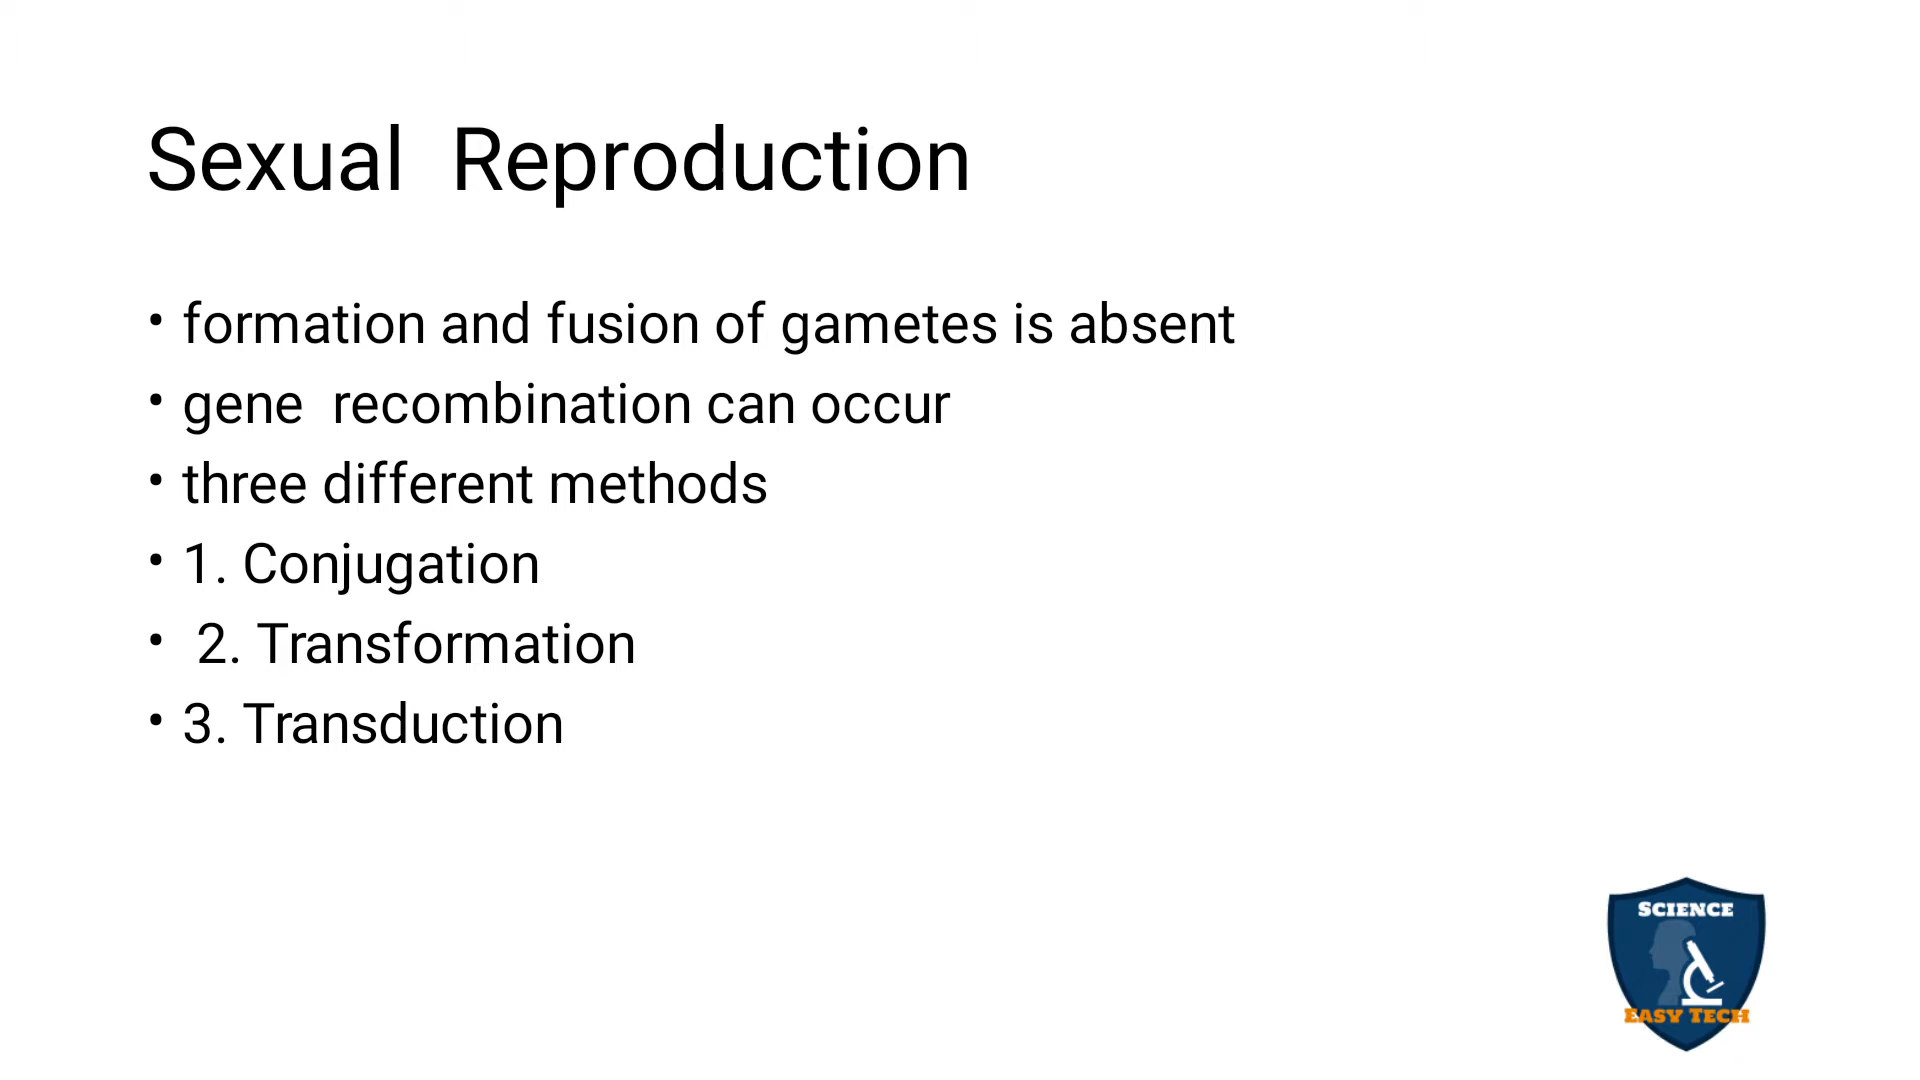 Sexual  Reproduction
• formation and fusion of gametes is absent
• gene  recombination can occur
• three different methods
• 1. Conjugation
•  2. Transformation
• 3. Transduction
SCIENCE
EASY TECH